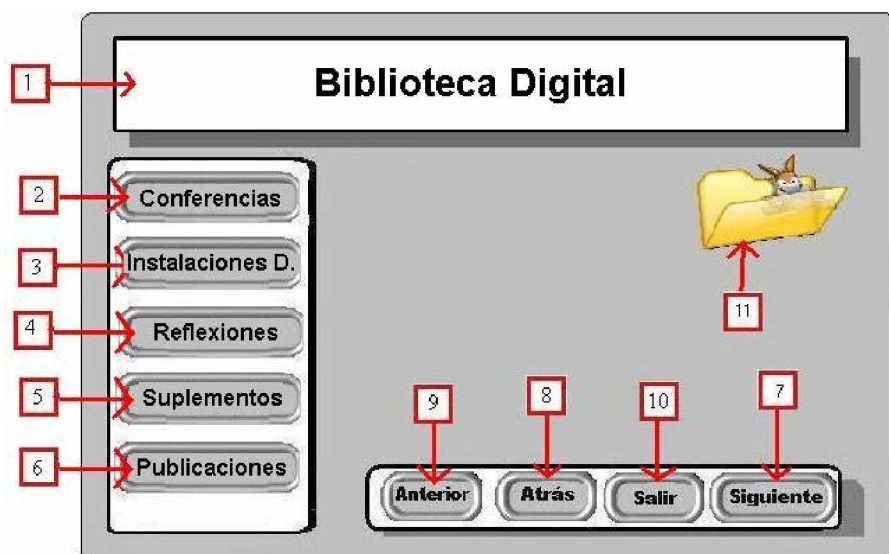 1
Biblioteca Digital
2
Conferencias
3
Instalaciones D.
4
Reflexiones
5
Suplementos
6
Publicaciones
11
9
8
10
7
Anterior
Atrás
Salir
Siguiente